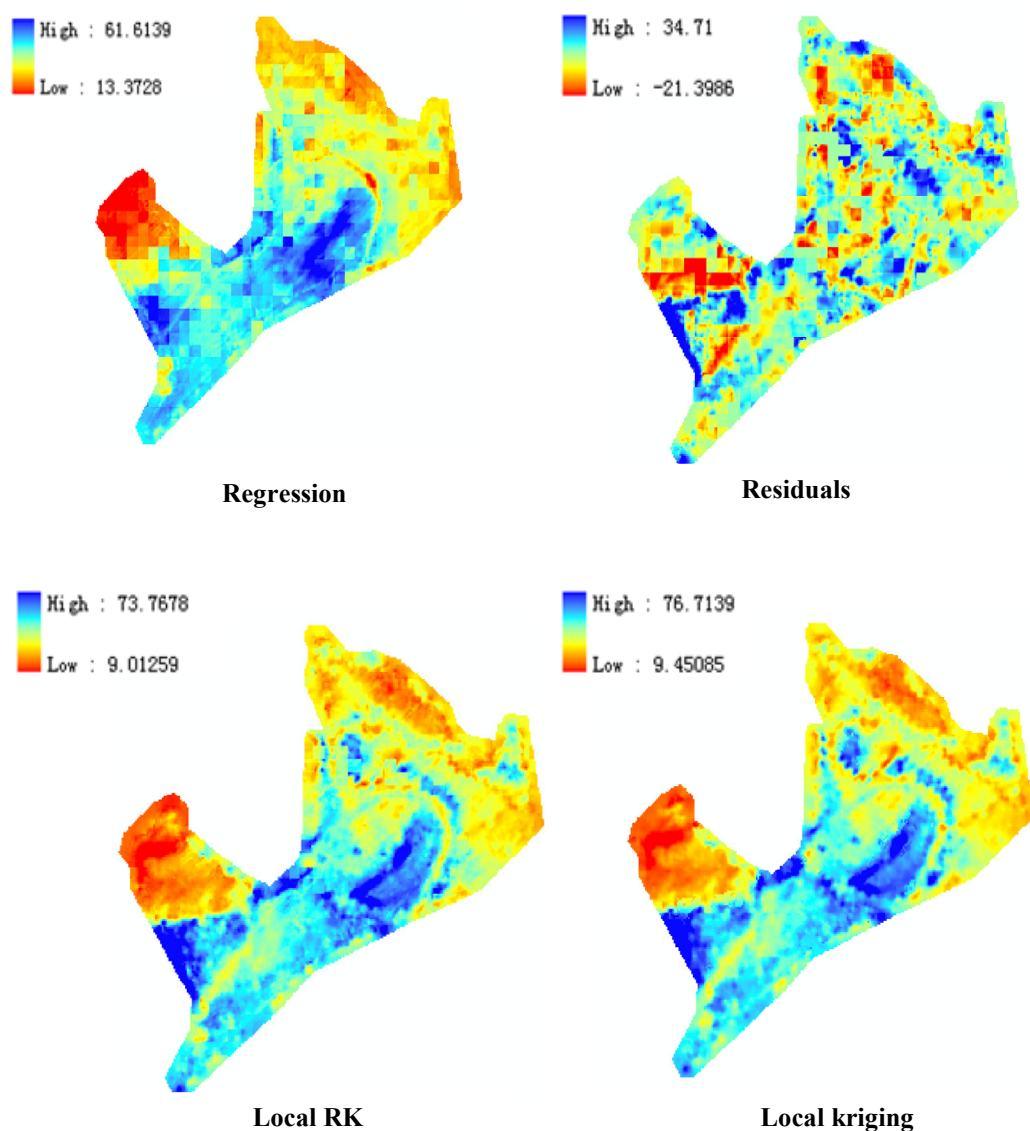 High : 61.6139
Low : 13.3728
High : 34.71
Low : -21.3986
Regression
Residuals
High : 73.7678
Low : 9.01259
High : 76.7139
Low : 9.45085
Local RK
Local kriging